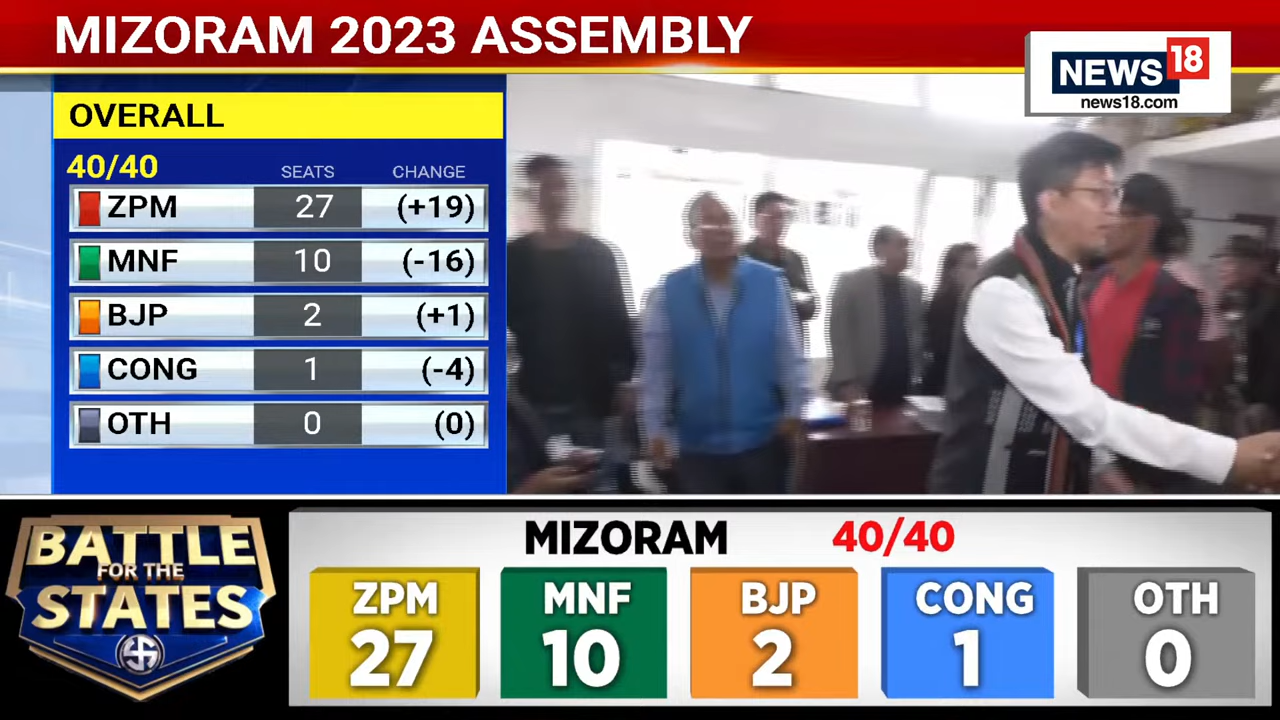 MIZORAM 2023 ASSEMBLY
NEWS 18
news18.com
OVERALL
40/40 SEATS CHANGE
ZPM 27 (+19)
MNF 10 (-16)
BJP 2 (+1)
CONG 1 (-4)
OTH 0 (0)
BATTLE
FOR THE
STATES
MIZORAM 40/40
ZPM MNF BJP CONG OTH
27 10 2 1 0